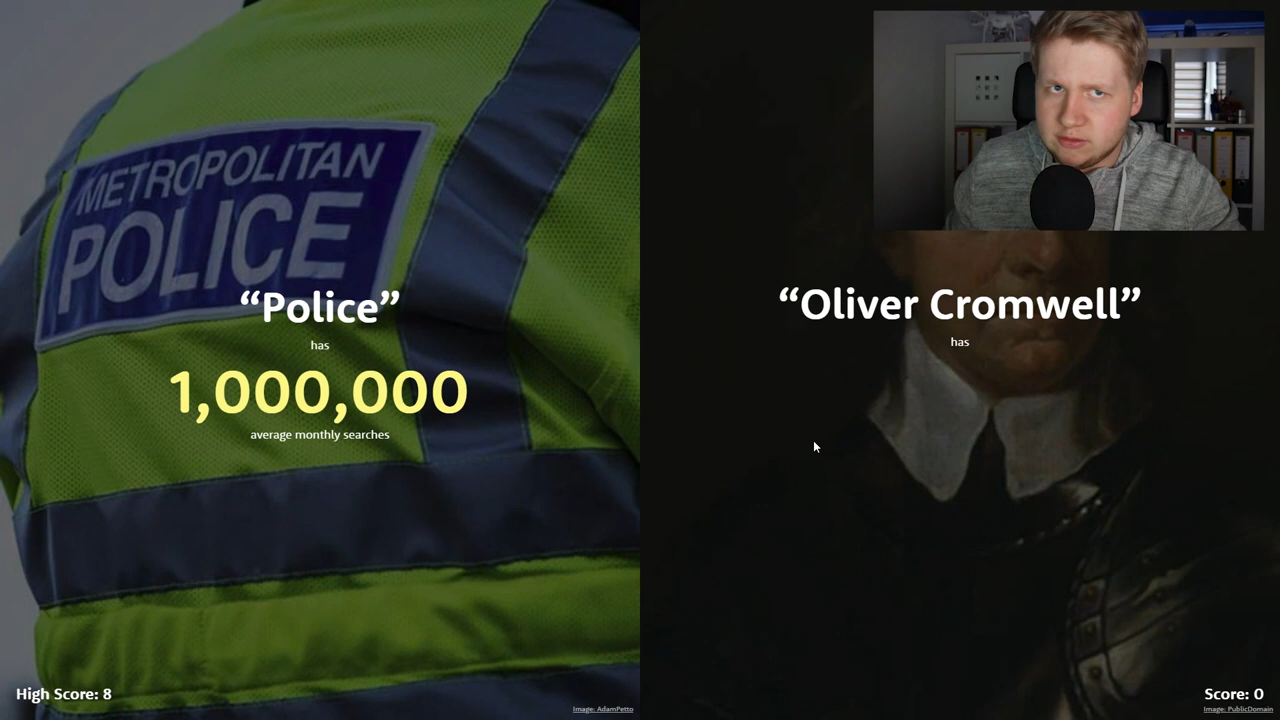 METROPOLITAN
POLICE
“Police”
has
1,000,000
average monthly searches
High Score: 8
Image: AdamPetto
“Oliver Cromwell”
has
Score: 0
Image: PublicDomain